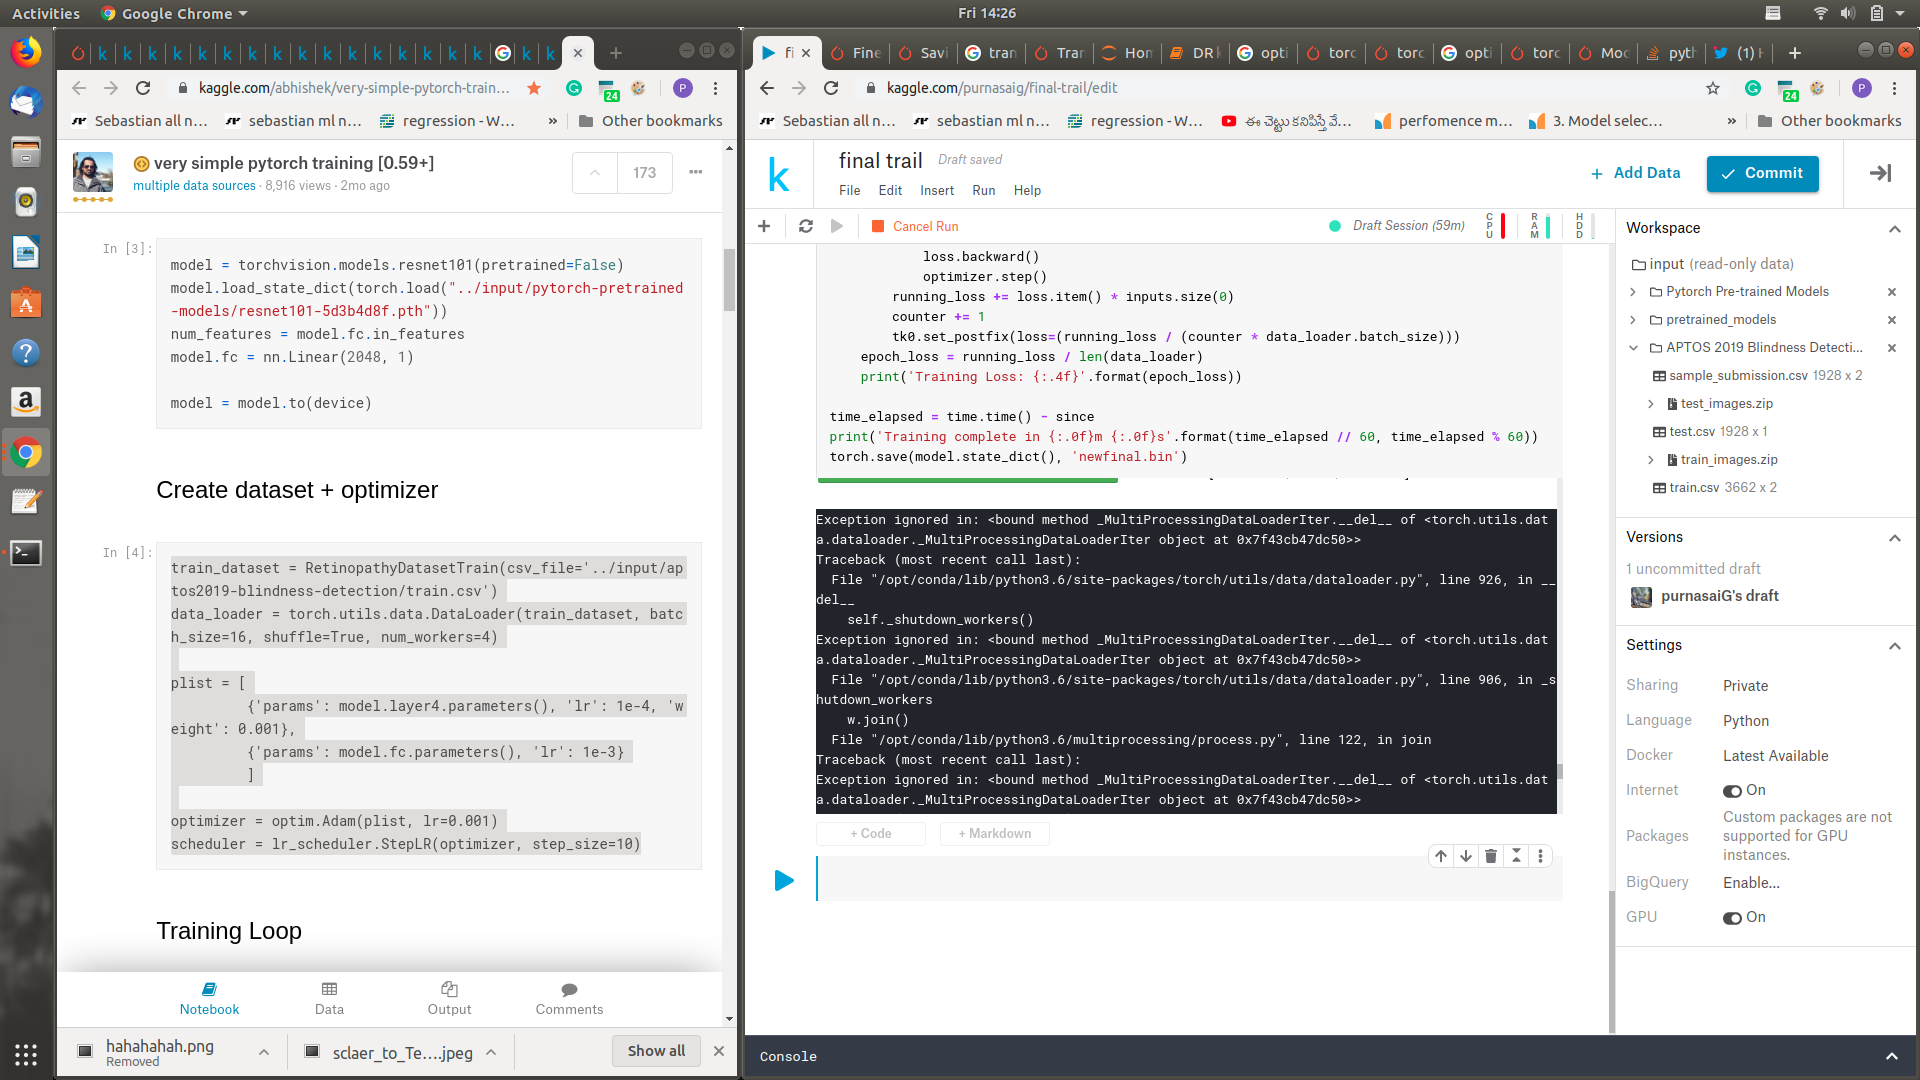 Activities
Google Chrome
Fri 14:26
kaggle.com/abhishek/very-simple-pytorch-train...
24
P
Sebastian all n...
sebastian ml n...
regression - W...
»
Other bookmarks
very simple pytorch training [0.59+]
multiple data sources · 8,916 views · 2mo ago
173
In [3]:
model = torchvision.models.resnet101(pretrained=False)
model.load_state_dict(torch.load("../input/pytorch-pretrained
-models/resnet101-5d3b4d8f.pth"))
num_features = model.fc.in_features
model.fc = nn.Linear(2048, 1)
model = model.to(device)
Create dataset + optimizer
In [4]:
train_dataset = RetinopathyDatasetTrain(csv_file='../input/ap
tos2019-blindness-detection/train.csv')
data_loader = torch.utils.data.DataLoader(train_dataset, batc
h_size=16, shuffle=True, num_workers=4)
plist = [
{'params': model.layer4.parameters(), 'lr': 1e-4, 'w
eight': 0.001},
{'params': model.fc.parameters(), 'lr': 1e-3}
]
optimizer = optim.Adam(plist, lr=0.001)
scheduler = lr_scheduler.StepLR(optimizer, step_size=10)
Training Loop
Notebook
Data
Output
Comments
hahahahah.png
Removed
sclaer_to_Te....jpeg
Show all
fi
Fine
Savi
tran
Tran
Hon
DR k
opti
torc
torc
opti
torc
Moc
pyth
(1) H
kaggle.com/purnasaig/final-trail/edit
24
P
Sebastian all n...
sebastian ml n...
regression - W...
ఈ చెట్టు కనిపిస్తే వే...
perfomence m...
3. Model selec...
»
Other bookmarks
k
final trail
Draft saved
File
Edit
Insert
Run
Help
+ Add Data
Commit
Cancel Run
Draft Session (59m)
CPU
RAM
HDD
loss.backward()
optimizer.step()
running_loss += loss.item() * inputs.size(0)
counter += 1
tk0.set_postfix(loss=(running_loss / (counter * data_loader.batch_size)))
epoch_loss = running_loss / len(data_loader)
print('Training Loss: {:.4f}'.format(epoch_loss))
time_elapsed = time.time() - since
print('Training complete in {:.0f}m {:.0f}s'.format(time_elapsed // 60, time_elapsed % 60))
torch.save(model.state_dict(), 'newfinal.bin')
Exception ignored in: <bound method _MultiProcessingDataLoaderIter.__del__ of <torch.utils.dat
a.dataloader._MultiProcessingDataLoaderIter object at 0x7f43cb47dc50>>
Traceback (most recent call last):
File "/opt/conda/lib/python3.6/site-packages/torch/utils/data/dataloader.py", line 926, in __
del__
self._shutdown_workers()
Exception ignored in: <bound method _MultiProcessingDataLoaderIter.__del__ of <torch.utils.dat
a.dataloader._MultiProcessingDataLoaderIter object at 0x7f43cb47dc50>>
File "/opt/conda/lib/python3.6/site-packages/torch/utils/data/dataloader.py", line 906, in _s
hutdown_workers
w.join()
File "/opt/conda/lib/python3.6/multiprocessing/process.py", line 122, in join
Traceback (most recent call last):
Exception ignored in: <bound method _MultiProcessingDataLoaderIter.__del__ of <torch.utils.dat
a.dataloader._MultiProcessingDataLoaderIter object at 0x7f43cb47dc50>>
+ Code
+ Markdown
Console
Workspace
input (read-only data)
Pytorch Pre-trained Models
pretrained_models
APTOS 2019 Blindness Detecti...
sample_submission.csv 1928 x 2
test_images.zip
test.csv 1928 x 1
train_images.zip
train.csv 3662 x 2
Versions
1 uncommitted draft
purnasaiG's draft
Settings
Sharing Private
Language Python
Docker Latest Available
Internet On
Packages Custom packages are not
supported for GPU
instances.
BigQuery Enable...
GPU On